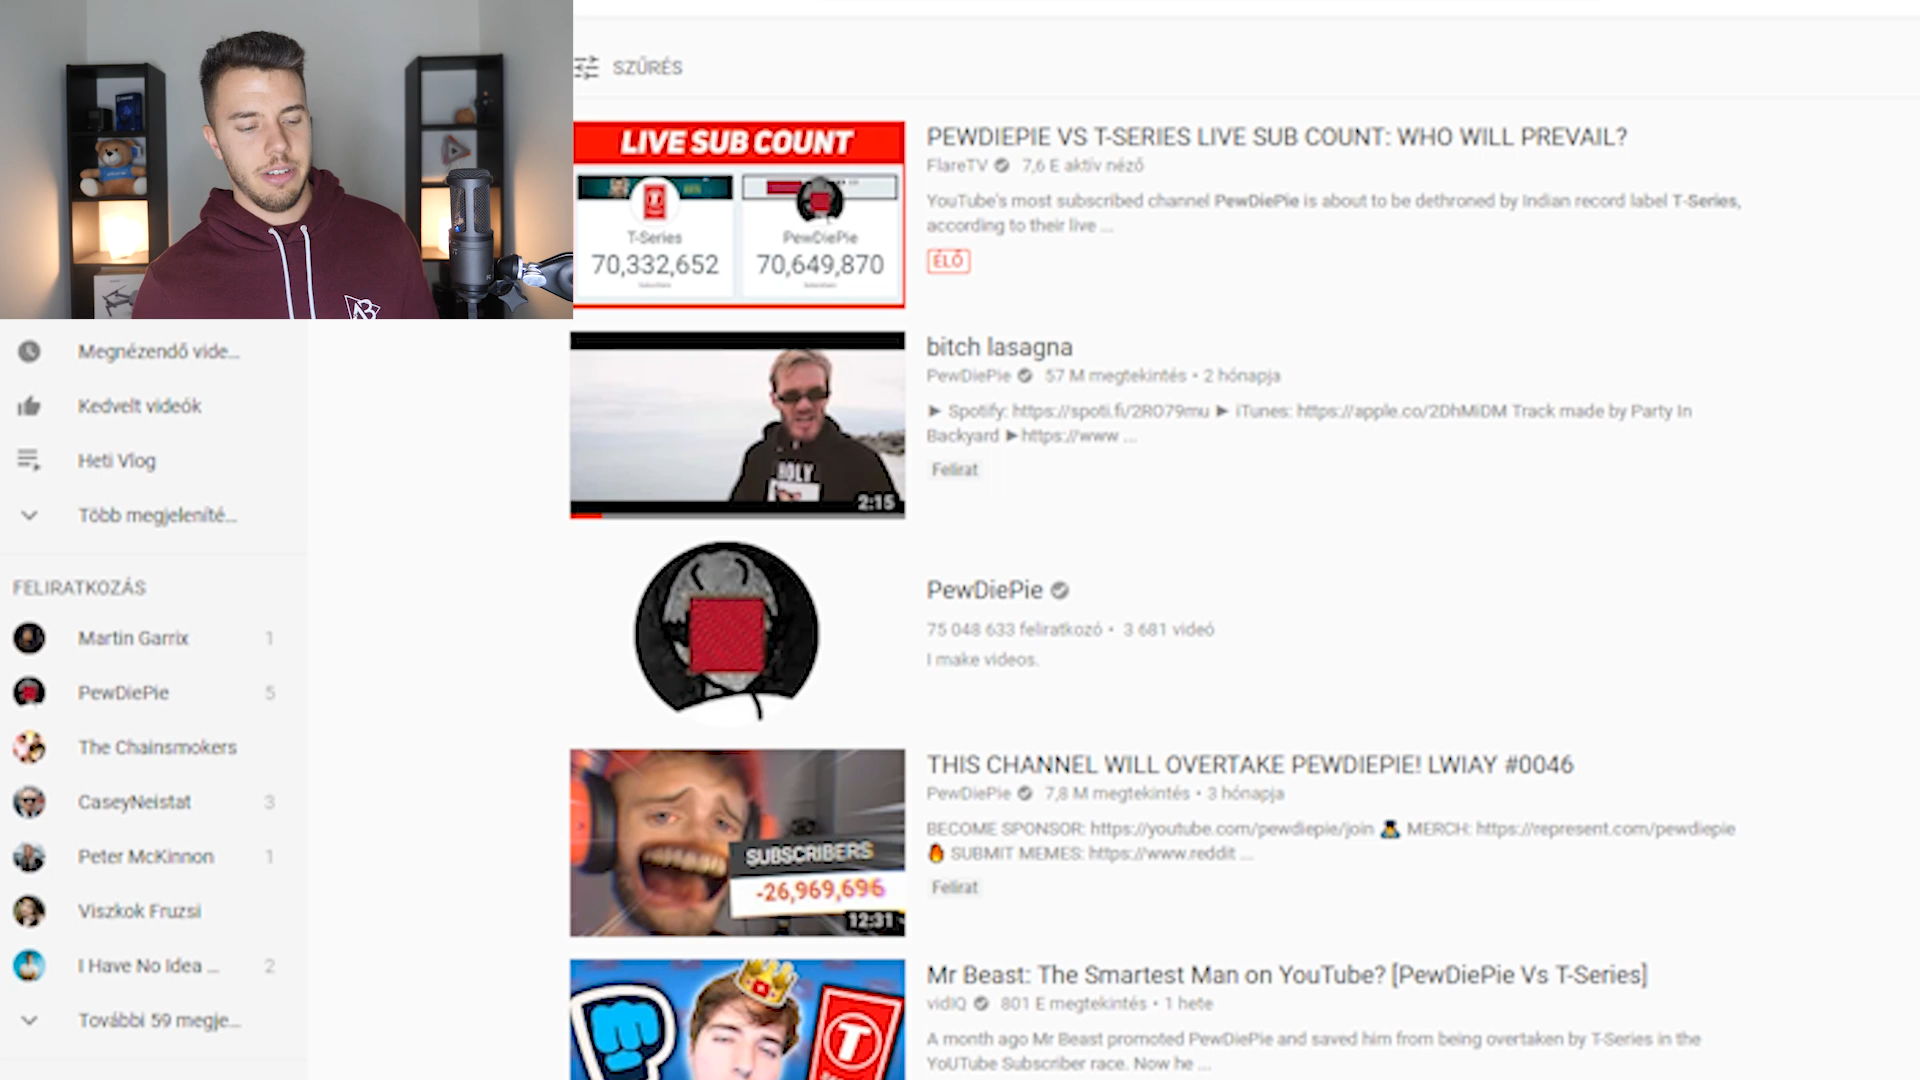 SZŰRÉS
LIVE SUB COUNT
T-Series
PewDiePie
70,332,652
70,649,870
PEWDIEPIE VS T-SERIES LIVE SUB COUNT: WHO WILL PREVAIL?
FlareTV 7,6 E aktív néző
YouTube's most subscribed channel PewDiePie is about to be dethroned by Indian record label T-Series,
according to their live ...
ÉLŐ
Megnézendő vide...
Kedvelt videók
Heti Vlog
Több megjeleníté...
HOLY
2:15
bitch lasagna
PewDiePie 57 M megtekintés • 2 hónapja
► Spotify: https://spoti.fi/2RO79mu ► iTunes: https://apple.co/2DhMiDM Track made by Party In
Backyard ►https://www ...
Felirat
FELIRATKOZÁS
Martin Garrix 1
PewDiePie 5
The Chainsmokers
CaseyNeistat 3
Peter McKinnon 1
Viszkok Fruzsi
I Have No Idea ... 2
További 59 megje...
PewDiePie
75 048 633 feliratkozó • 3 681 videó
I make videos.
SUBSCRIBERS
-26,969,696
12:31
THIS CHANNEL WILL OVERTAKE PEWDIEPIE! LWIAY #0046
PewDiePie 7,8 M megtekintés • 3 hónapja
BECOME SPONSOR: https://youtube.com/pewdiepie/join MERCH: https://represent.com/pewdiepie
SUBMIT MEMES: https://www.reddit ...
Felirat
Mr Beast: The Smartest Man on YouTube? [PewDiePie Vs T-Series]
vidIQ 801 E megtekintés • 1 hete
A month ago Mr Beast promoted PewDiePie and saved him from being overtaken by T-Series in the
YoUTube Subscriber race. Now he ...